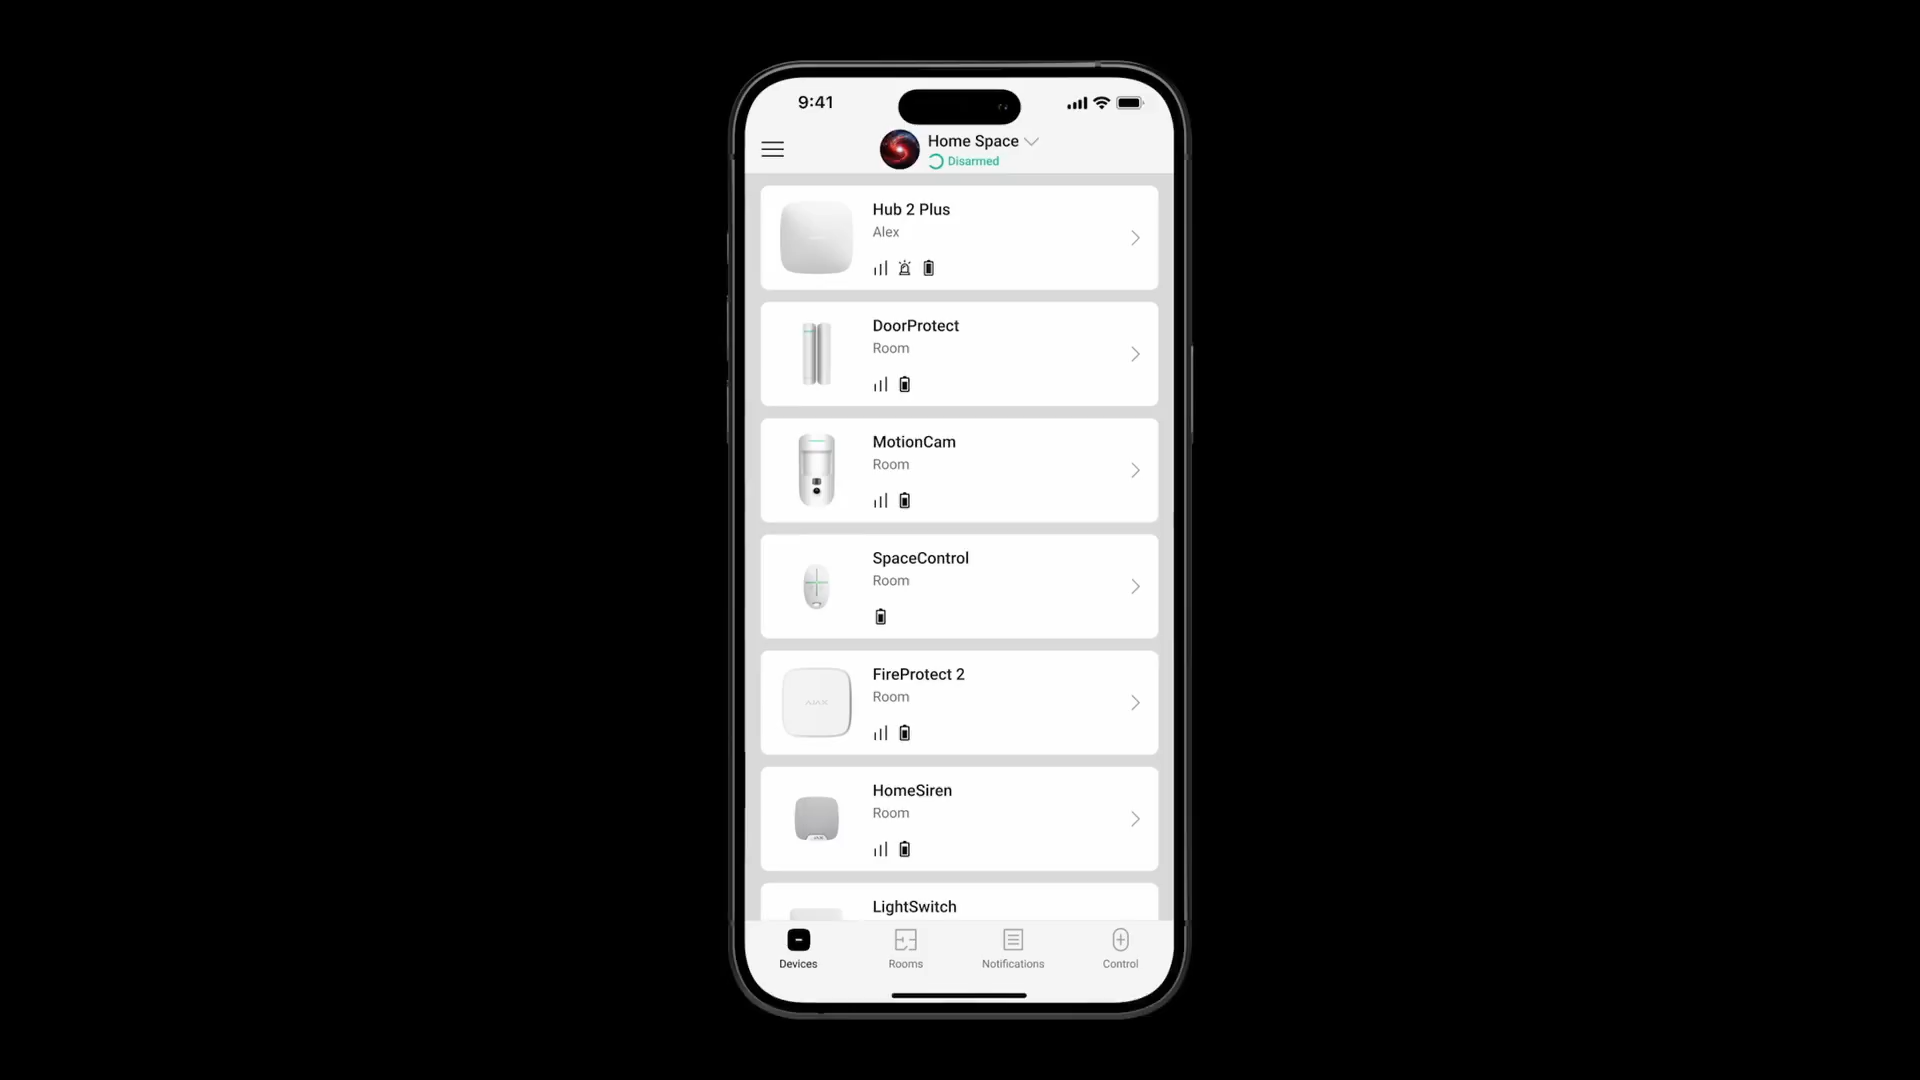 9:41
Home Space
Disarmed
Hub 2 Plus
Alex
DoorProtect
Room
MotionCam
Room
SpaceControl
Room
FireProtect 2
Room
AJAX
HomeSiren
Room
LightSwitch
Devices
Rooms
Notifications
Control